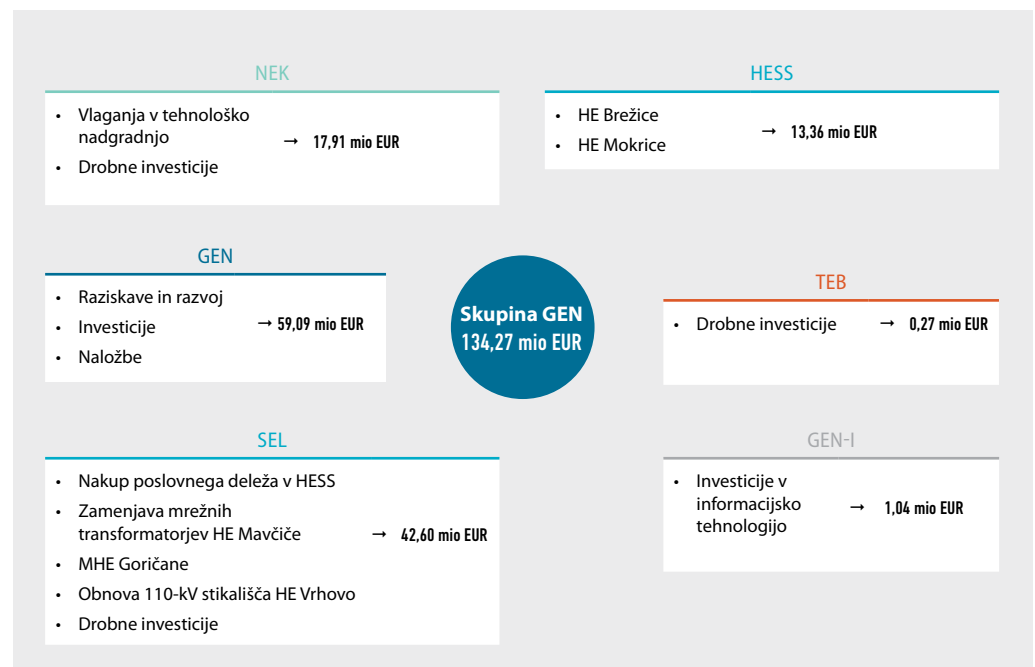 NEK
• Vlaganja v tehnološko
nadgradnjo
• Drobne investicije
→ 17,91 mio EUR
HESS
• HE Brežice
• HE Mokrice
→ 13,36 mio EUR
GEN
• Raziskave in razvoj
• Investicije
• Naložbe
→ 59,09 mio EUR
Skupina GEN
134,27 mio EUR
TEB
• Drobne investicije → 0,27 mio EUR
SEL
• Nakup poslovnega deleža v HESS
• Zamenjava mrežnih
transformatorjev HE Mavčiče → 42,60 mio EUR
• MHE Goričane
• Obnova 110-kV stikališča HE Vrhovo
• Drobne investicije
GEN-I
• Investicije v
informacijsko → 1,04 mio EUR
tehnologijo